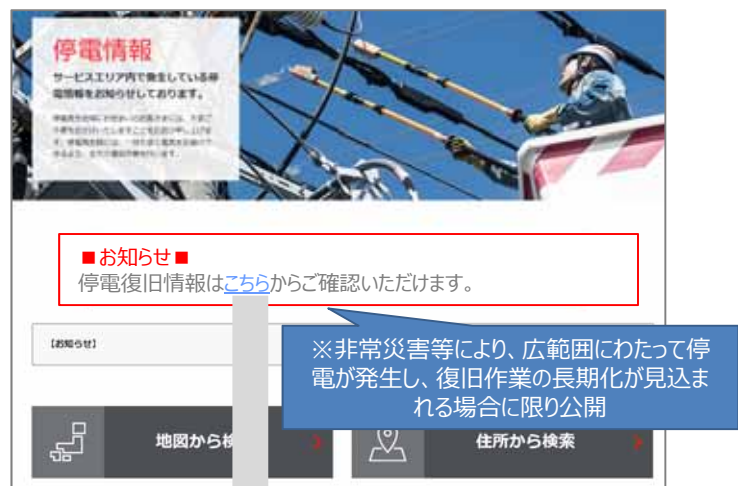 停電情報
サービスエリア内で発生している停
電情報をお知らせしております。
■お知らせ■
停電復旧情報はこちらからご確認いただけます。
【お知らせ】
※非常災害等により、広範囲にわたって停
電が発生し、復旧作業の長期化が見込ま
れる場合に限り公開
地図から検
住所から検索